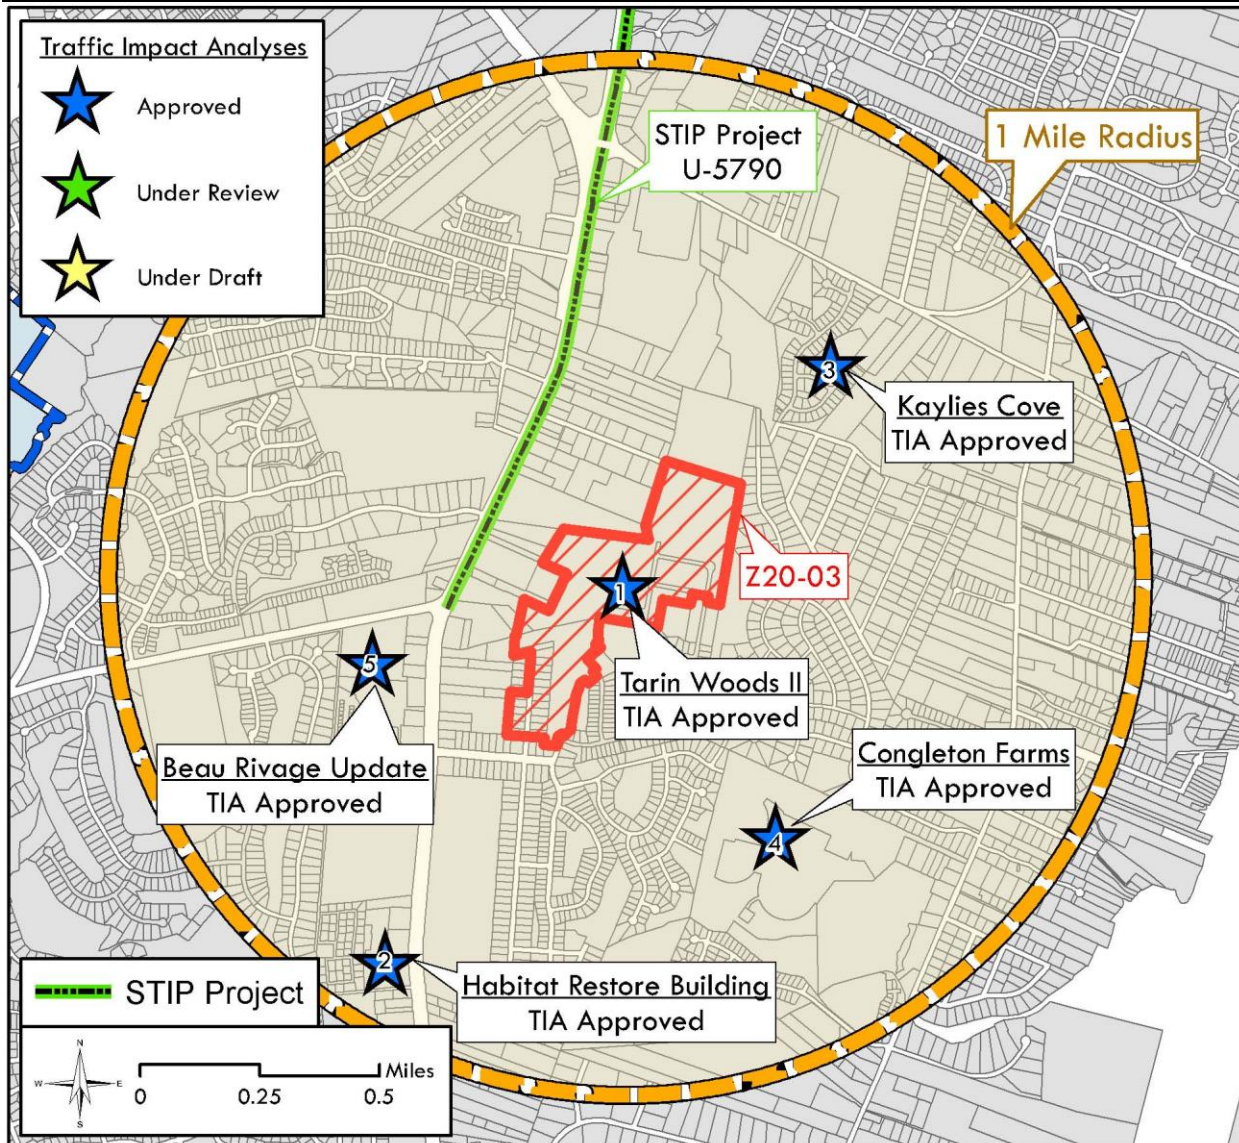 Traffic Impact Analyses
Approved
Under Review
Under Draft
STIP Project
U-5790
1 Mile Radius
3
Kaylies Cove
TIA Approved
Z20-03
1
Tarin Woods II
TIA Approved
5
Beau Rivage Update
TIA Approved
Congleton Farms
TIA Approved
4
2
Habitat Restore Building
TIA Approved
STIP Project
N
W
E
S
Miles
0
0.25
0.5